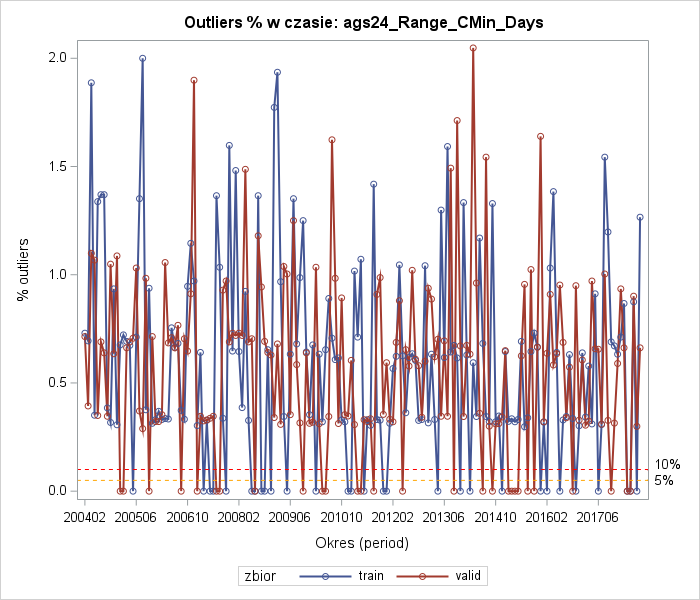 Outliers % w czasie: ags24_Range_CMin_Days
% outliers
2.0
1.5
1.0
0.5
0.0
10%
5%
200402 200506 200610 200802 200906 201010 201202 201306 201410 201602 201706
Okres (period)
zbior train valid